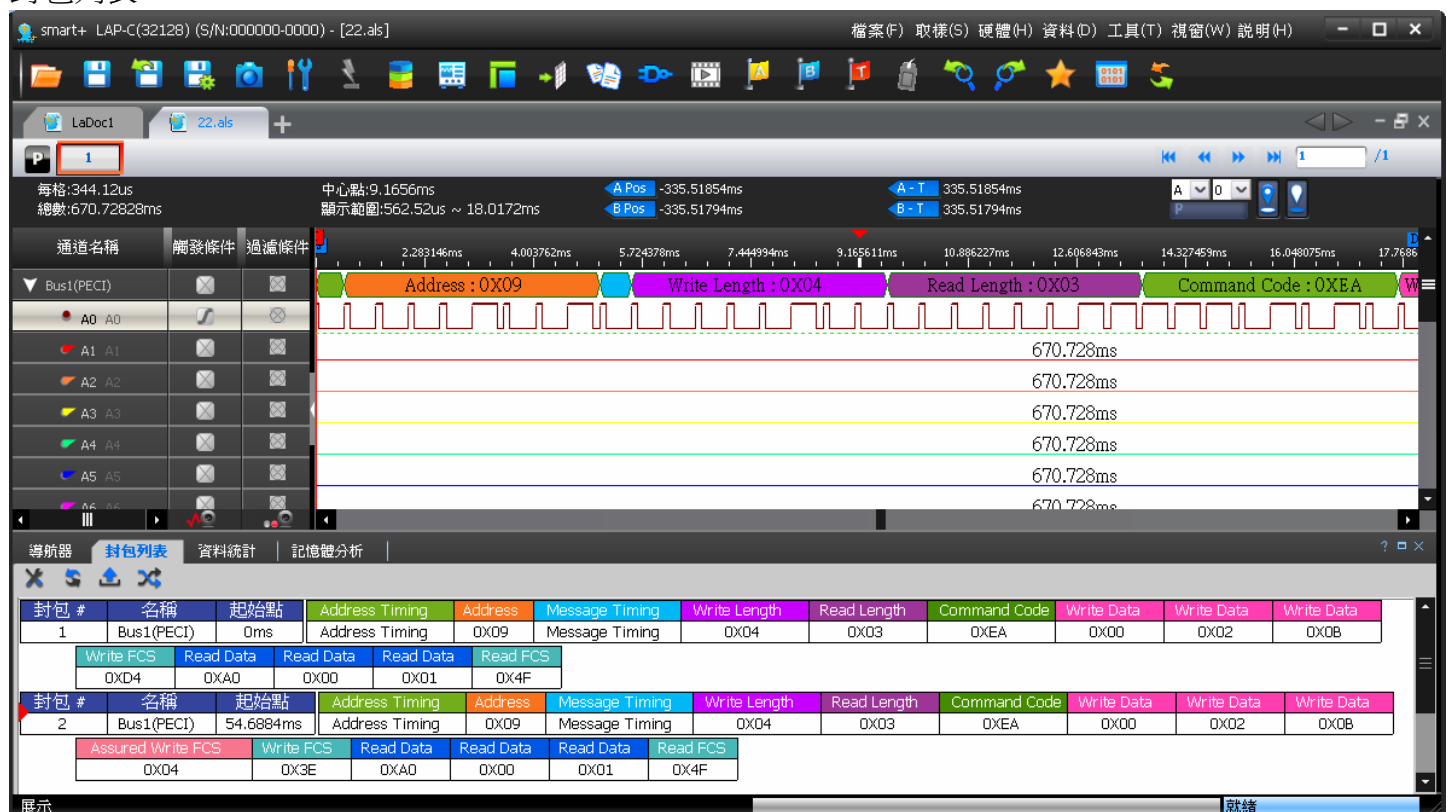 smart+ LAP-C(32128) (S/N:000000-0000) - [22.als] 檔案(F) 取樣(S) 硬體(H) 資料(D) 工具(T) 視窗(W) 說明(H)
LaDoc1 22.als
P 1 1 /1
每格:344.12us 中心點:9.1656ms A Pos -335.51854ms A - T 335.51854ms A 0
總數:670.72828ms 顯示範圍:562.52us ~ 18.0172ms B Pos -335.51794ms B - T 335.51794ms P
通道名稱 觸發條件 過濾條件 2.283146ms 4.003762ms 5.724378ms 7.444994ms 9.165611ms 10.886227ms 12.606843ms 14.327459ms 16.048075ms 17.7686
Bus1(PECI) Address : 0X09 Write Length : 0X04 Read Length : 0X03 Command Code : 0XEA W
A0 A0
A1 A1 670.728ms
A2 A2 670.728ms
A3 A3 670.728ms
A4 A4 670.728ms
A5 A5 670.728ms
A6 A6 670.728ms
導航器 封包列表 資料統計 記憶體分析
封包 # 名稱 起始點 Address Timing Address Message Timing Write Length Read Length Command Code Write Data Write Data Write Data
1 Bus1(PECI) 0ms Address Timing 0X09 Message Timing 0X04 0X03 0XEA 0X00 0X02 0X0B
Write FCS Read Data Read Data Read Data Read FCS
0XD4 0XA0 0X00 0X01 0X4F
封包 # 名稱 起始點 Address Timing Address Message Timing Write Length Read Length Command Code Write Data Write Data Write Data
2 Bus1(PECI) 54.6884ms Address Timing 0X09 Message Timing 0X04 0X03 0XEA 0X00 0X02 0X0B
Assured Write FCS Write FCS Read Data Read Data Read Data Read FCS
0X04 0X3E 0XA0 0X00 0X01 0X4F
展示 就緒